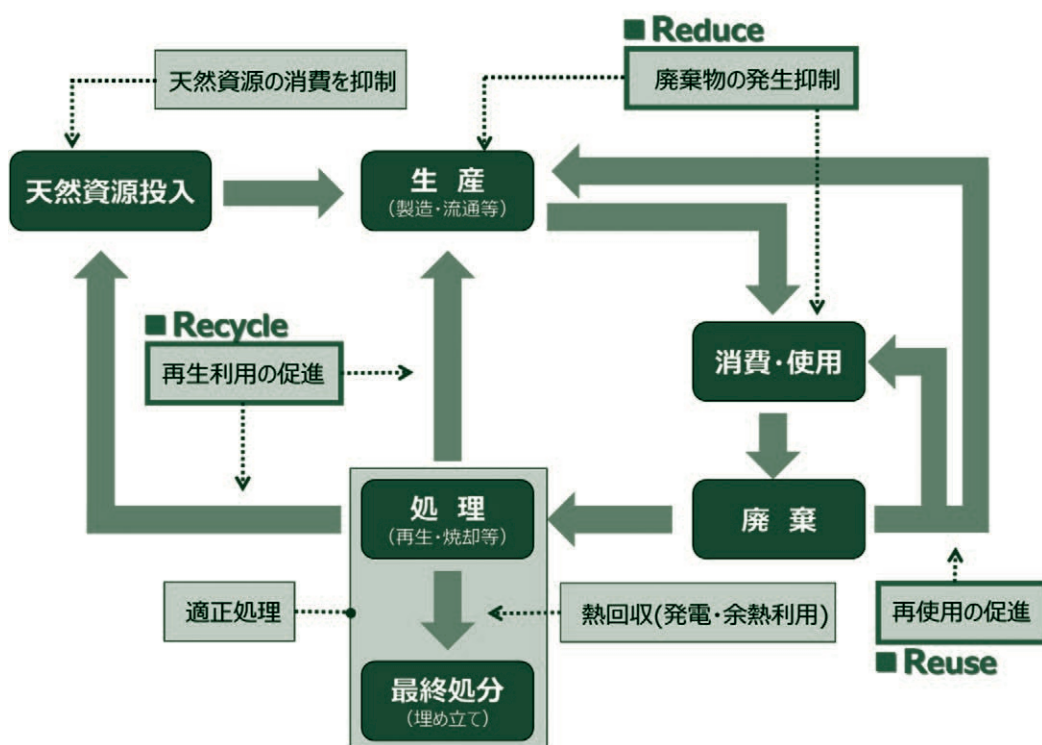 ■ Reduce
天然資源の消費を抑制
廃棄物の発生抑制
天然資源投入
生 産
(製造・流通等)
■ Recycle
再生利用の促進
消費・使用
処 理
(再生・焼却等)
廃 棄
適正処理
熱回収(発電・余熱利用)
再使用の促進
■ Reuse
最終処分
(埋め立て)